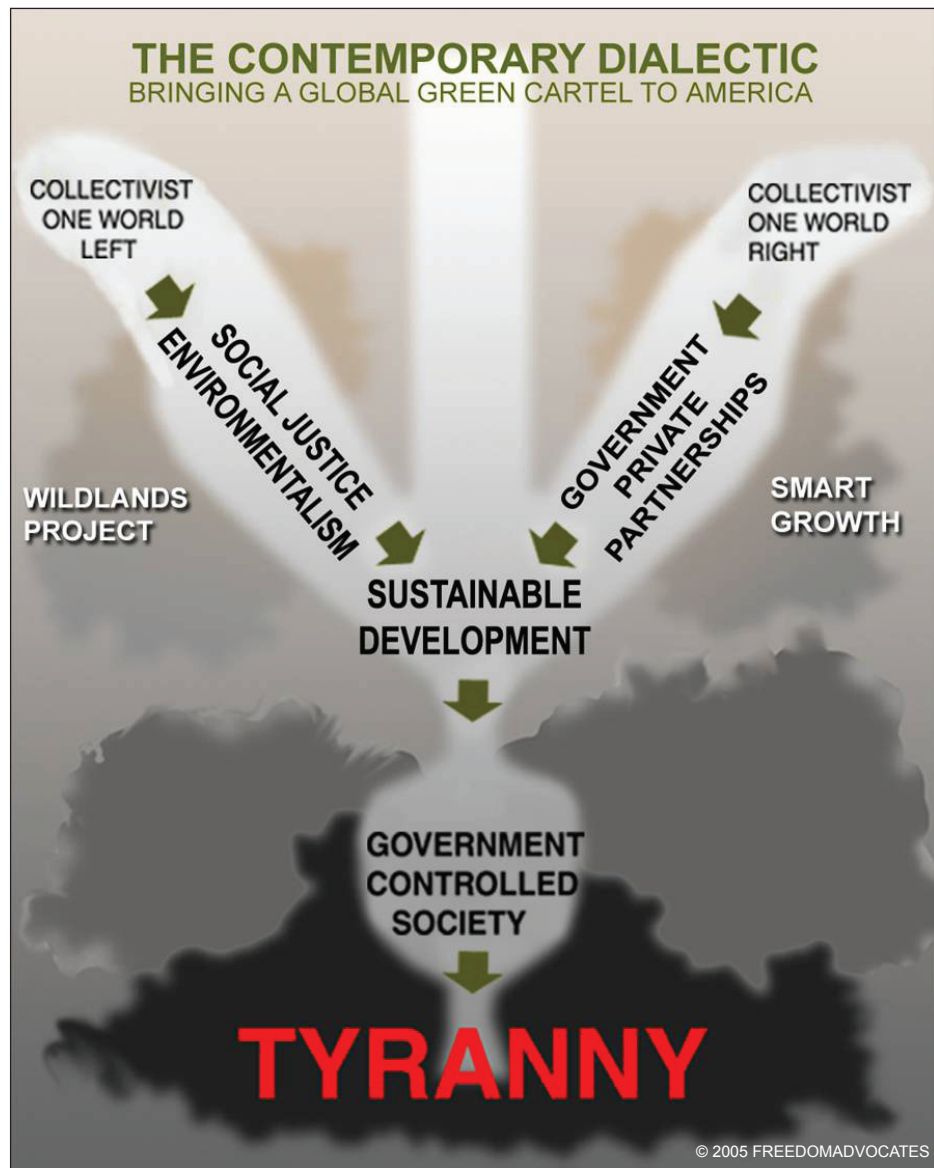 THE CONTEMPORARY DIALECTIC
BRINGING A GLOBAL GREEN CARTEL TO AMERICA
COLLECTIVIST
ONE WORLD
LEFT
COLLECTIVIST
ONE WORLD
RIGHT
SOCIAL JUSTICE
ENVIRONMENTALISM
GOVERNMENT
PRIVATE
PARTNERSHIPS
WILDLANDS
PROJECT
SMART
GROWTH
SUSTAINABLE
DEVELOPMENT
GOVERNMENT
CONTROLLED
SOCIETY
TYRANNY
© 2005 FREEDOMADVOCATES